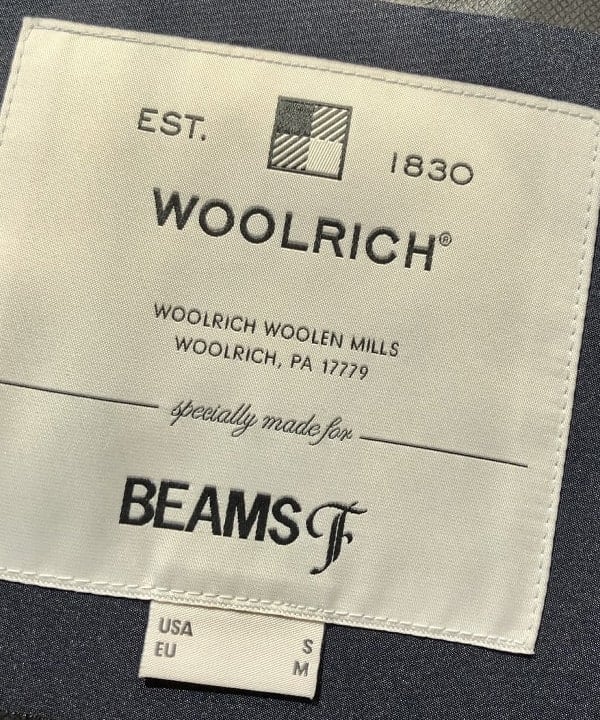 EST. 1830
WOOLRICH®
WOOLRICH WOOLEN MILLS
WOOLRICH, PA 17779
specially made for
BEAMS F
USA S
EU M